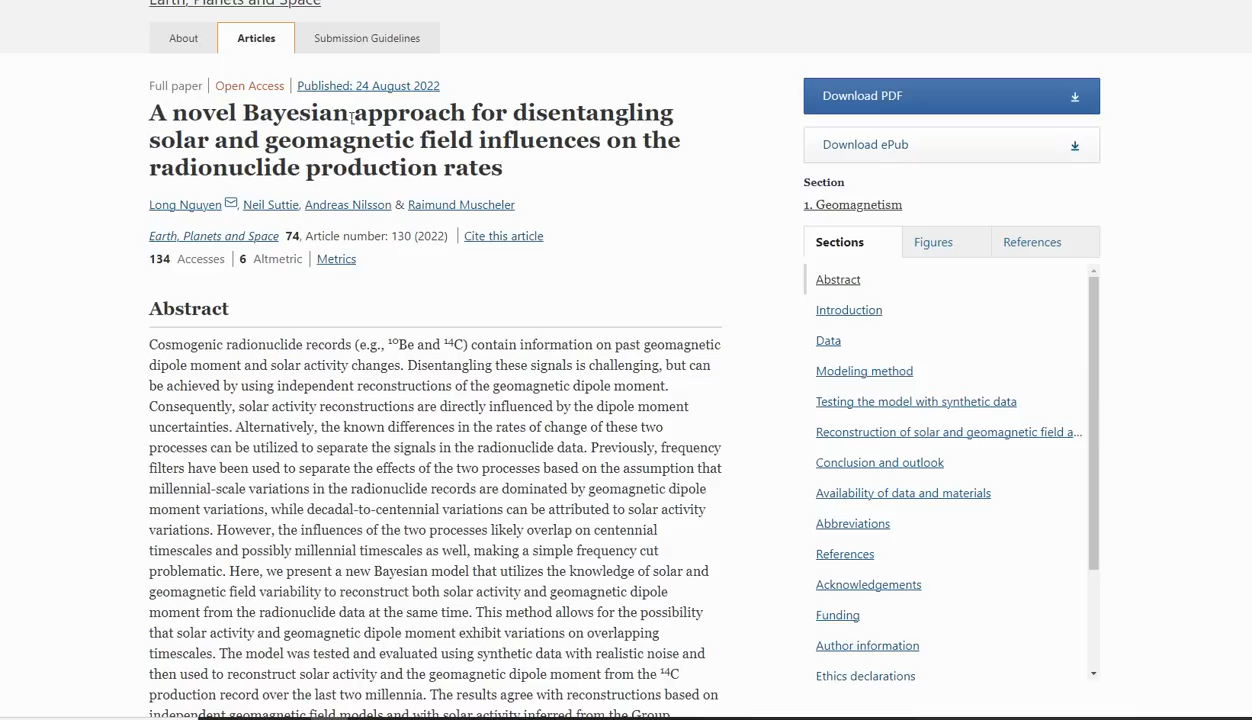 Earth, Planets and Space
About
Articles
Submission Guidelines
Full paper | Open Access | Published: 24 August 2022
A novel Bayesian approach for disentangling
solar and geomagnetic field influences on the
radionuclide production rates
Long Nguyen, Neil Suttie, Andreas Nilsson & Raimund Muscheler
Earth, Planets and Space 74, Article number: 130 (2022) | Cite this article
134 Accesses | 6 Altmetric | Metrics
Abstract
Cosmogenic radionuclide records (e.g., ¹⁰Be and ¹⁴C) contain information on past geomagnetic
dipole moment and solar activity changes. Disentangling these signals is challenging, but can
be achieved by using independent reconstructions of the geomagnetic dipole moment.
Consequently, solar activity reconstructions are directly influenced by the dipole moment
uncertainties. Alternatively, the known differences in the rates of change of these two
processes can be utilized to separate the signals in the radionuclide data. Previously, frequency
filters have been used to separate the effects of the two processes based on the assumption that
millennial-scale variations in the radionuclide records are dominated by geomagnetic dipole
moment variations, while decadal-to-centennial variations can be attributed to solar activity
variations. However, the influences of the two processes likely overlap on centennial
timescales and possibly millennial timescales as well, making a simple frequency cut
problematic. Here, we present a new Bayesian model that utilizes the knowledge of solar and
geomagnetic field variability to reconstruct both solar activity and geomagnetic dipole
moment from the radionuclide data at the same time. This method allows for the possibility
that solar activity and geomagnetic dipole moment exhibit variations on overlapping
timescales. The model was tested and evaluated using synthetic data with realistic noise and
then used to reconstruct solar activity and the geomagnetic dipole moment from the ¹⁴C
production record over the last two millennia. The results agree with reconstructions based on
independent geomagnetic field models and with solar activity inferred from the Group
Download PDF
Download ePub
Section
1. Geomagnetism
Sections
Figures
References
Abstract
Introduction
Data
Modeling method
Testing the model with synthetic data
Reconstruction of solar and geomagnetic field a...
Conclusion and outlook
Availability of data and materials
Abbreviations
References
Acknowledgements
Funding
Author information
Ethics declarations